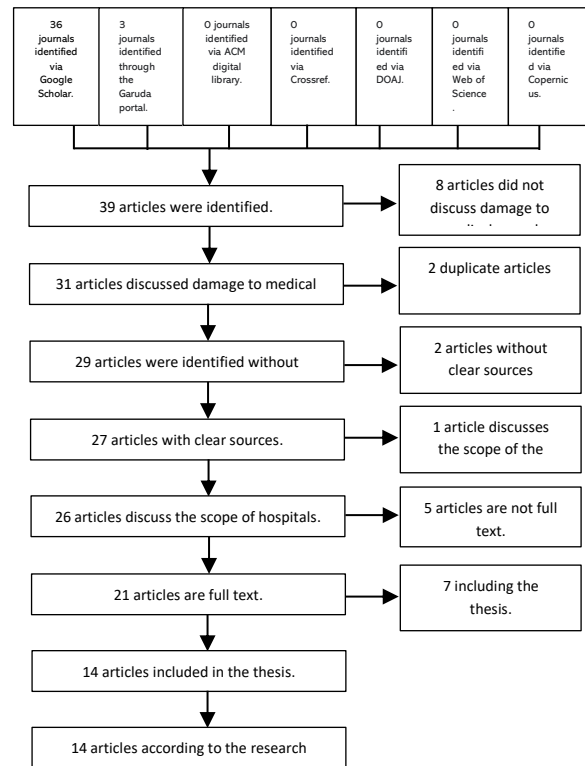 36
journals
identified
via
Google
Scholar.
3
journals
identified
through
the
Garuda
portal.
0 journals
identified
via ACM
digital
library.
0
journals
identified
via
Crossref.
0
journals
identifi
ed via
DOAJ.
0
journals
identifi
ed via
Web of
Science
.
0
journals
identifie
d via
Copernic
us.
39 articles were identified.
8 articles did not
discuss damage to
31 articles discussed damage to medical
2 duplicate articles
29 articles were identified without
2 articles without
clear sources
27 articles with clear sources.
1 article discusses
the scope of the
26 articles discuss the scope of hospitals.
5 articles are not full
text.
21 articles are full text.
7 including the
thesis.
14 articles included in the thesis.
14 articles according to the research